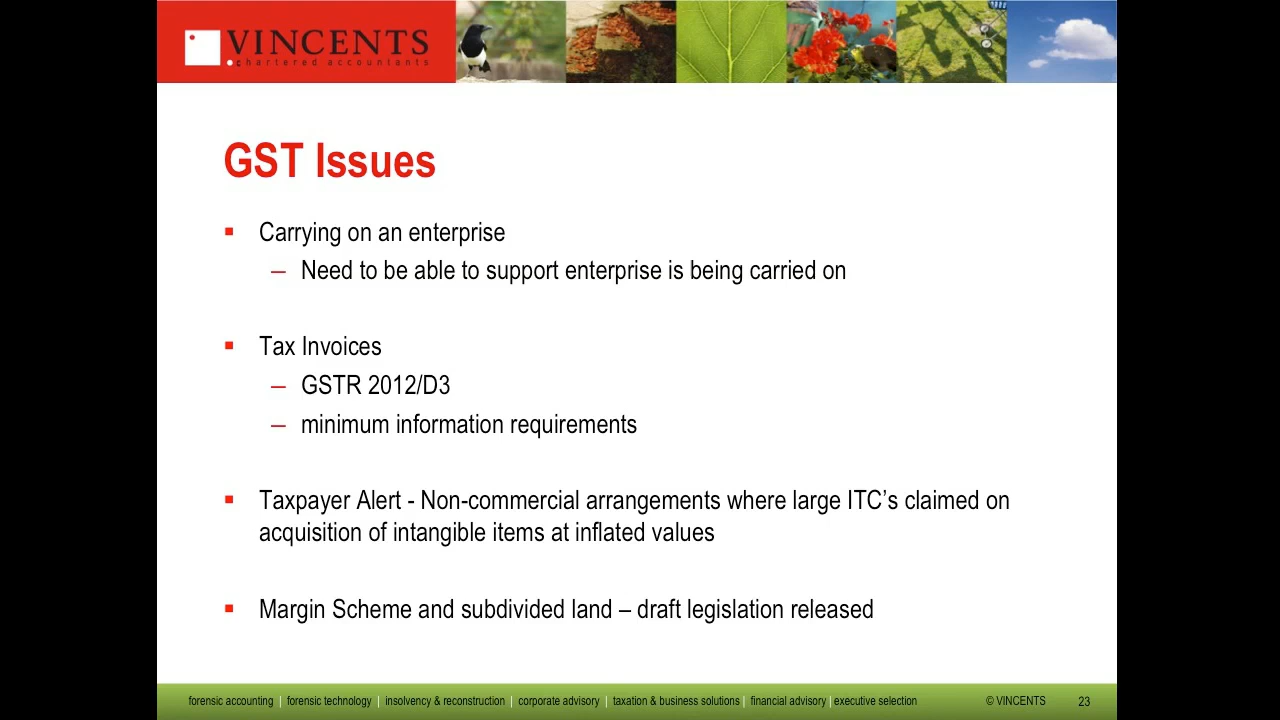 VINCENTS
chartered accountants
GST Issues
▪ Carrying on an enterprise
– Need to be able to support enterprise is being carried on
▪ Tax Invoices
– GSTR 2012/D3
– minimum information requirements
▪ Taxpayer Alert - Non-commercial arrangements where large ITC’s claimed on
acquisition of intangible items at inflated values
▪ Margin Scheme and subdivided land – draft legislation released
forensic accounting | forensic technology | insolvency & reconstruction | corporate advisory | taxation & business solutions | financial advisory | executive selection © VINCENTS 23